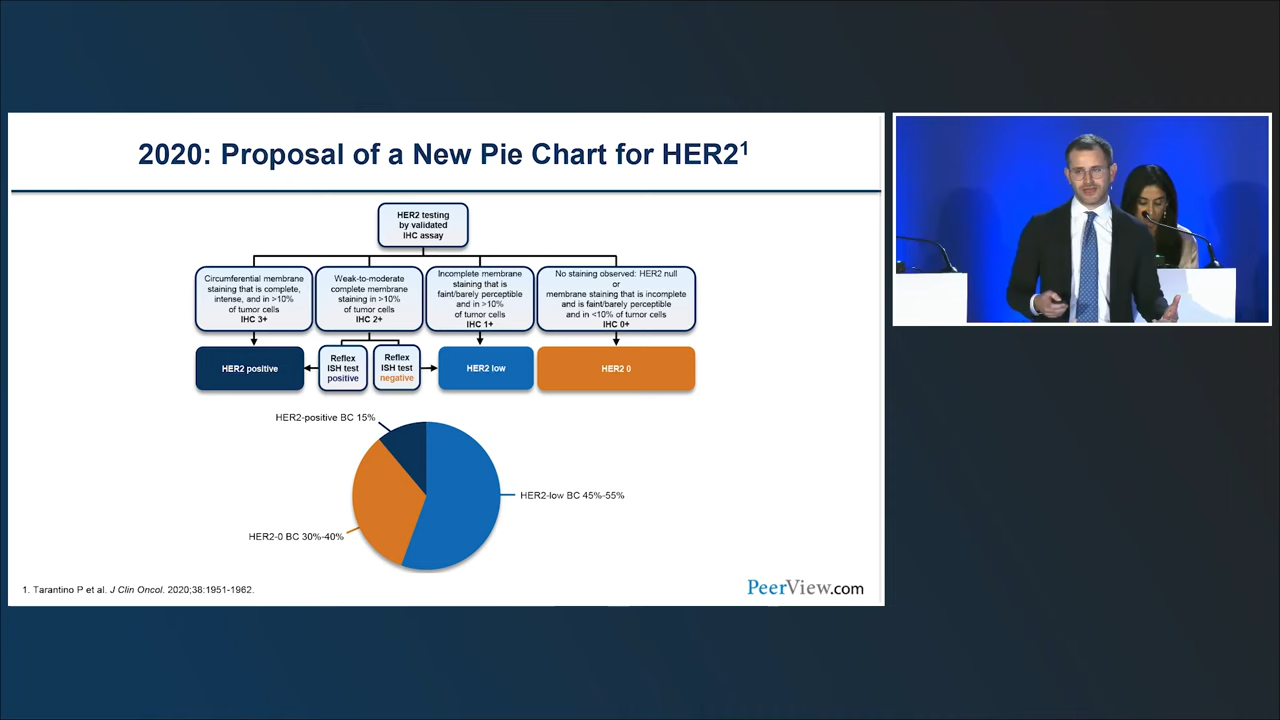 2020: Proposal of a New Pie Chart for HER2¹
HER2 testing
by validated
IHC assay
Circumferential membrane
staining that is complete,
intense, and in >10%
of tumor cells
IHC 3+
Weak-to-moderate
complete membrane
staining in >10%
of tumor cells
IHC 2+
Incomplete membrane
staining that is
faint/barely perceptible
and in >10%
of tumor cells
IHC 1+
No staining observed: HER2 null
or
membrane staining that is incomplete
and is faint/barely perceptible
and in <10% of tumor cells
IHC 0+
HER2 positive
Reflex
ISH test
positive
Reflex
ISH test
negative
HER2 low
HER2 0
HER2-positive BC 15%
HER2-low BC 45%-55%
HER2-0 BC 30%-40%
1. Tarantino P et al. J Clin Oncol. 2020;38:1951-1962.
PeerView.com